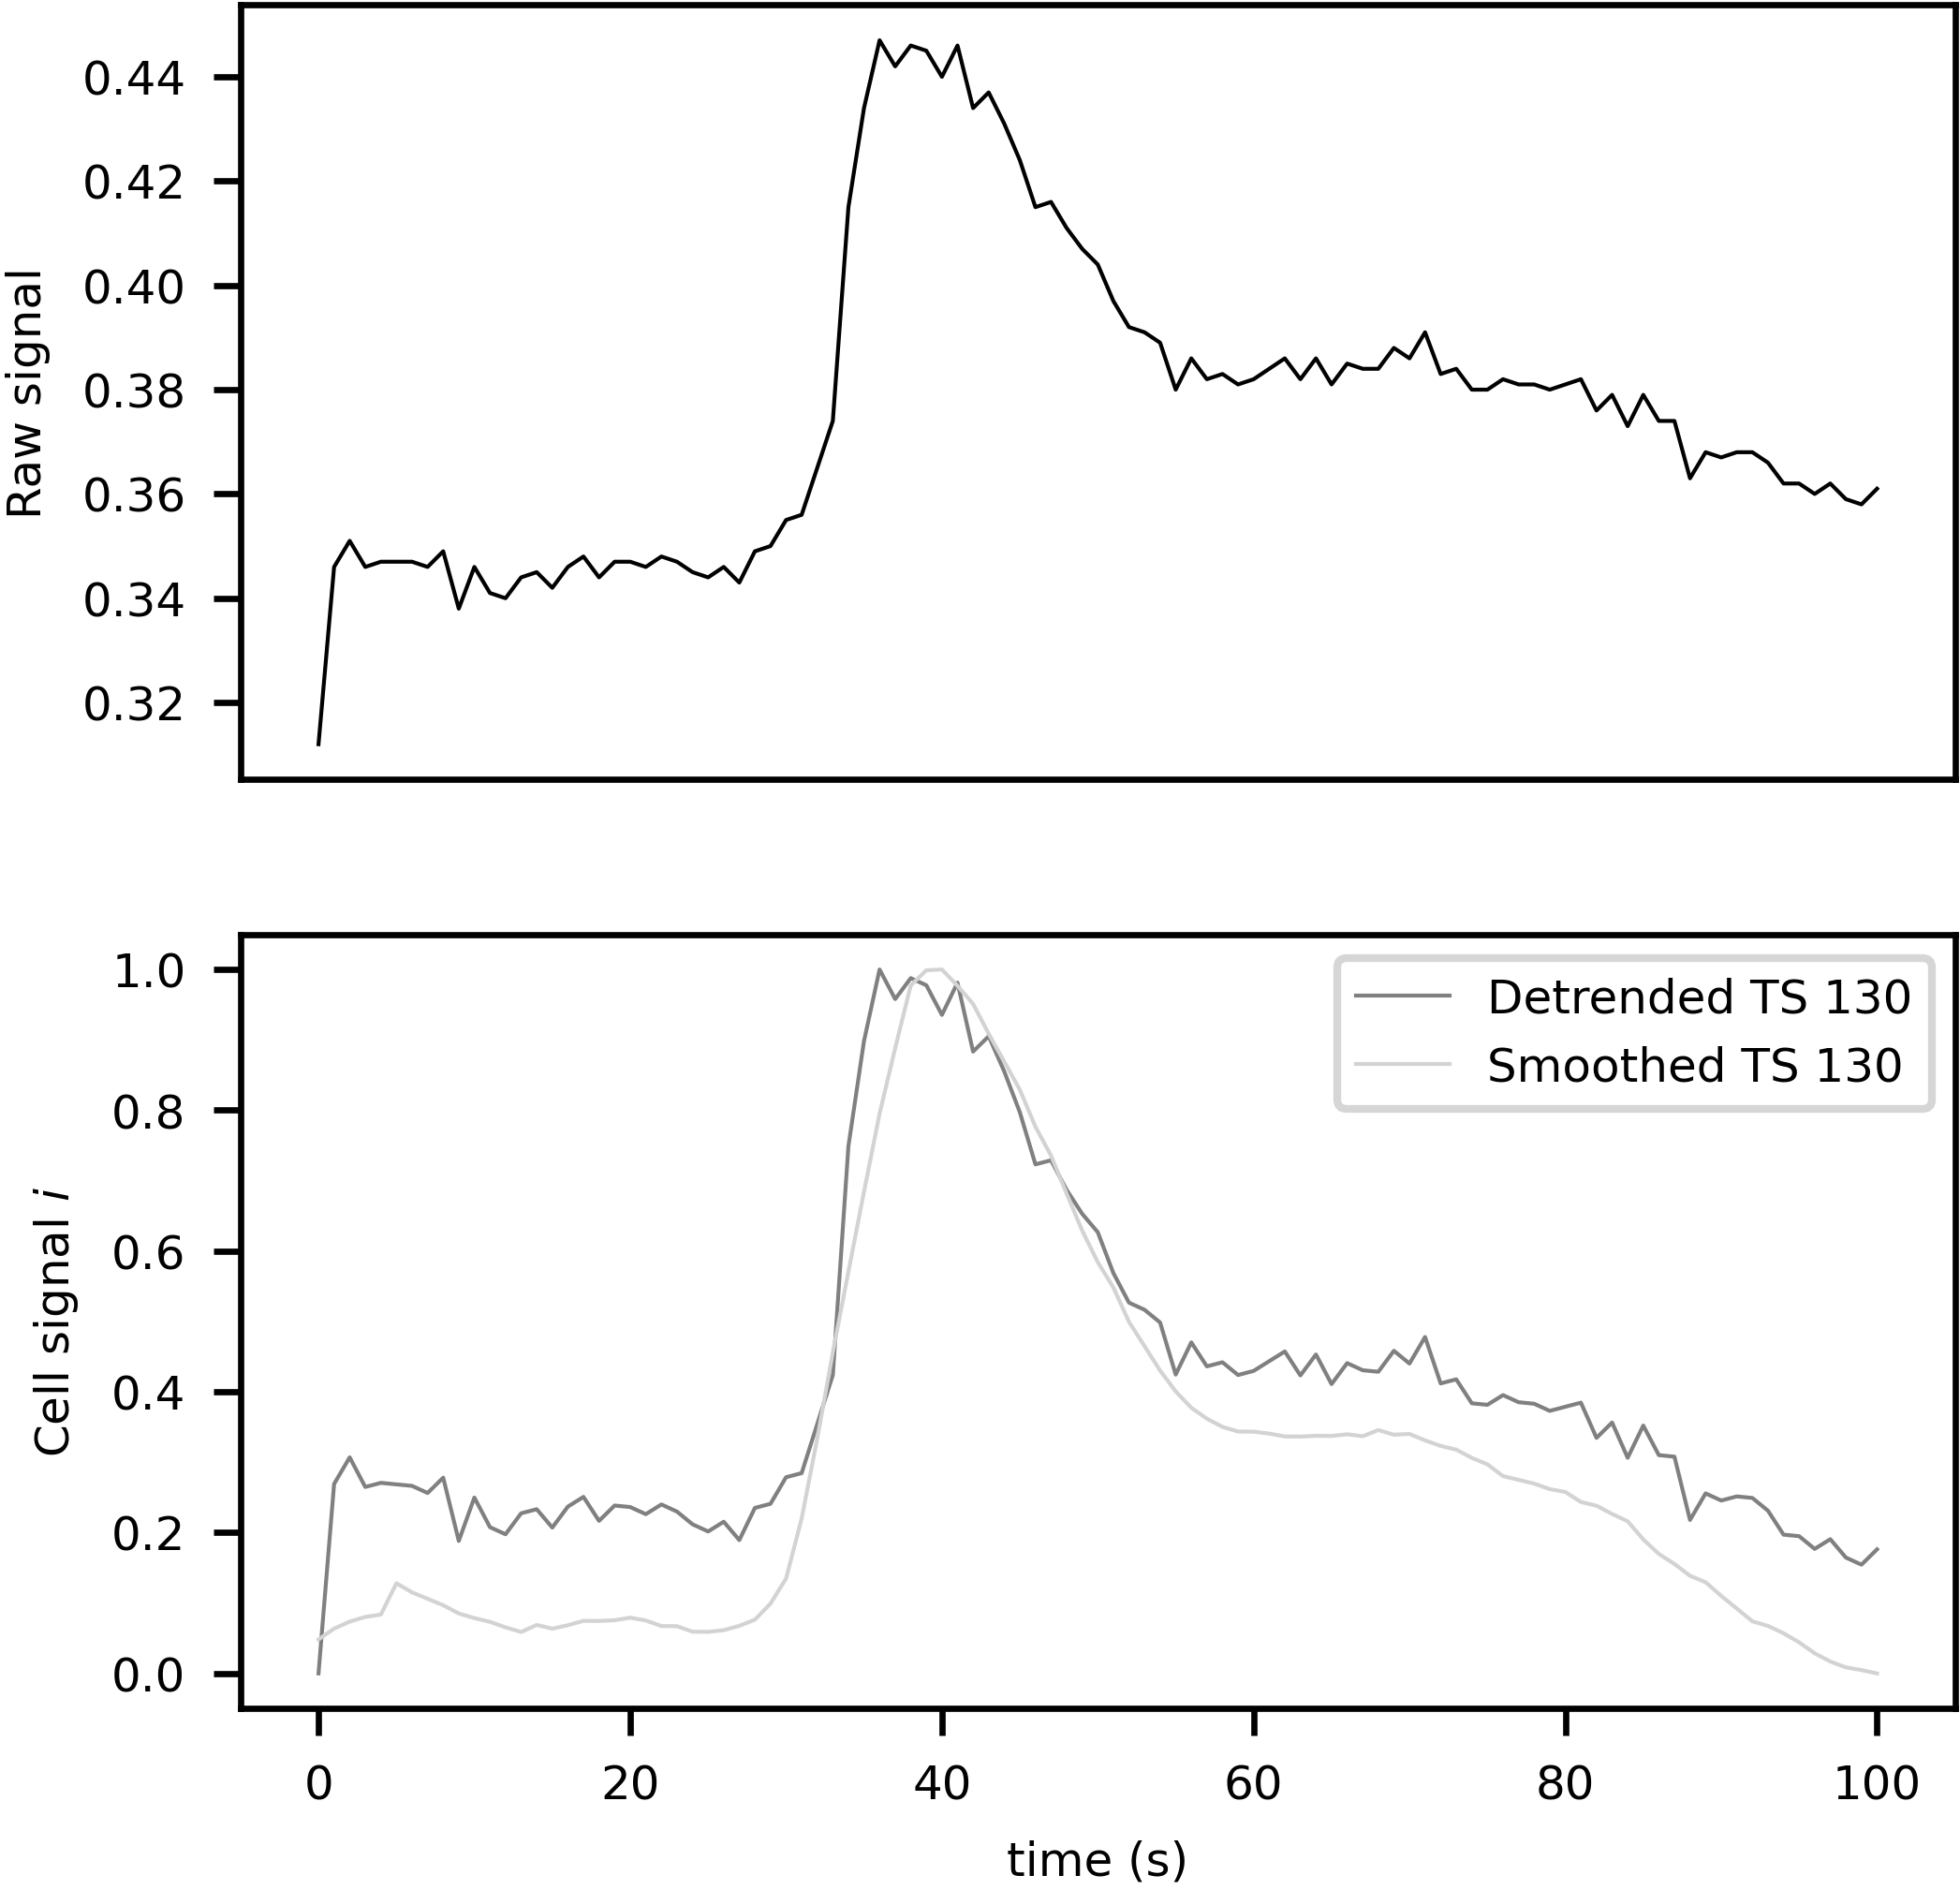 Raw signal
0.44
0.42
0.40
0.38
0.36
0.34
0.32
Cell signal i
1.0
0.8
0.6
0.4
0.2
0.0
Detrended TS 130
Smoothed TS 130
0 20 40 60 80 100
time (s)